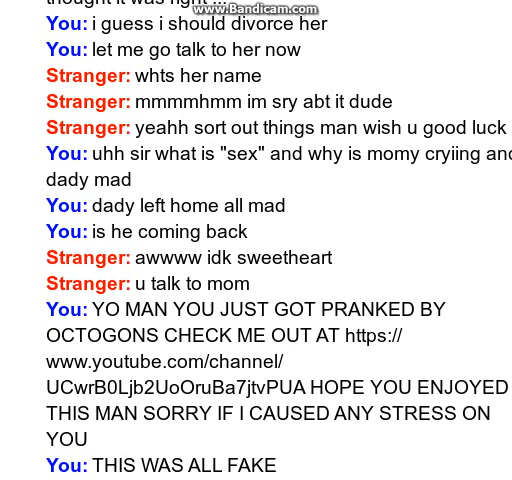 www.Bandicam.com
thought it was right ...
You: i guess i should divorce her
You: let me go talk to her now
Stranger: whts her name
Stranger: mmmmhmm im sry abt it dude
Stranger: yeahh sort out things man wish u good luck
You: uhh sir what is "sex" and why is momy cryiing and
dady mad
You: dady left home all mad
You: is he coming back
Stranger: awwww idk sweetheart
Stranger: u talk to mom
You: YO MAN YOU JUST GOT PRANKED BY
OCTOGONS CHECK ME OUT AT https://
www.youtube.com/channel/
UCwrB0Ljb2UoOruBa7jtvPUA HOPE YOU ENJOYED
THIS MAN SORRY IF I CAUSED ANY STRESS ON
YOU
You: THIS WAS ALL FAKE